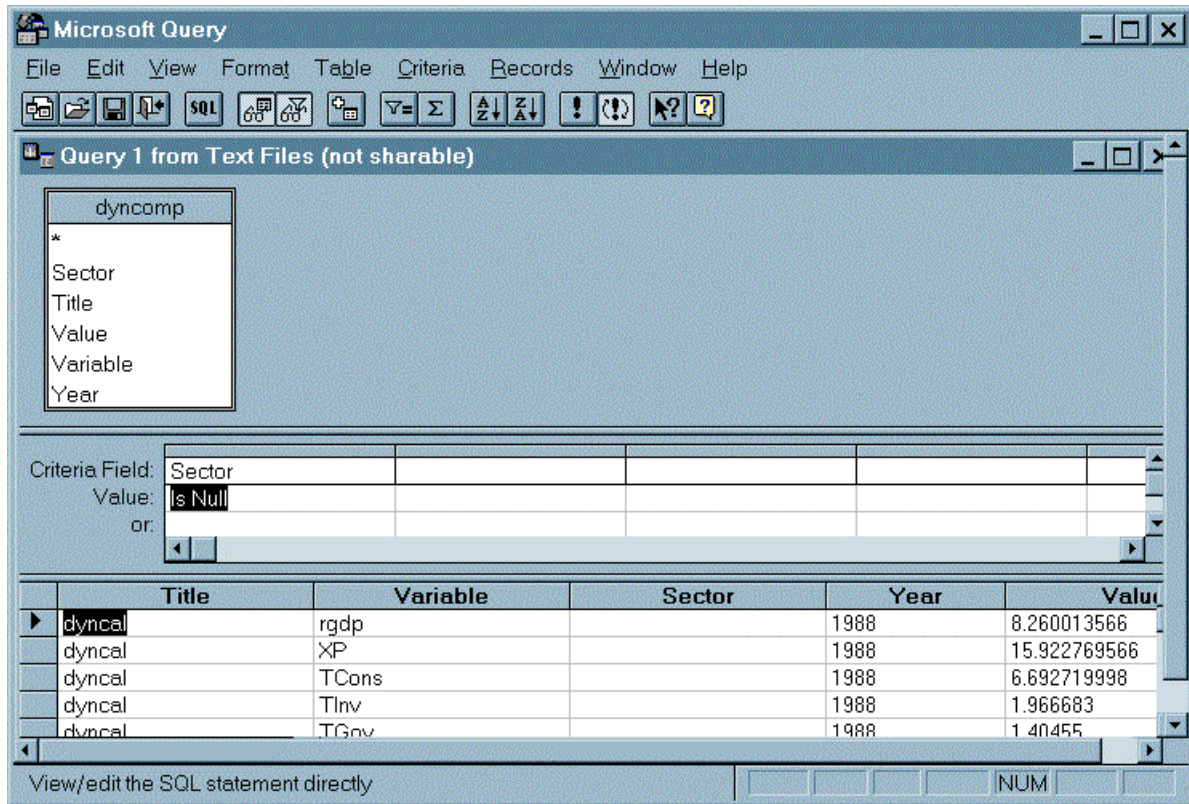 Microsoft Query
File Edit View Format Table Criteria Records Window Help
SQL Σ A Z Z A ! (!) ? ?
Query 1 from Text Files (not sharable)
dyncomp
*
Sector
Title
Value
Variable
Year
Criteria Field: Sector
Value: Is Null
or:
Title Variable Sector Year Valu
dyncal rgdp 1988 8.260013566
dyncal XP 1988 15.922769566
dyncal TCons 1988 6.692719998
dyncal TInv 1988 1.966683
dyncal TGov 1988 1.40455
View/edit the SQL statement directly NUM